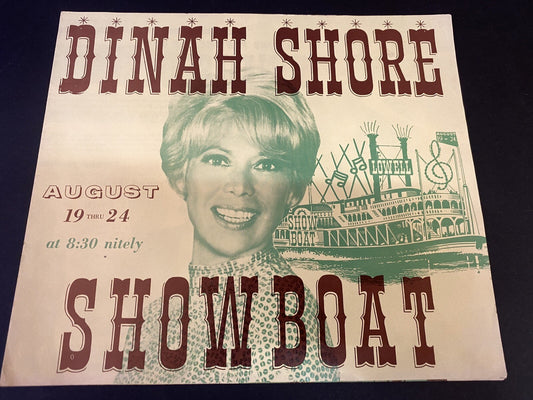 DINAH SHORE
LOWELL
SHOW
BOAT
AUGUST
19 THRU 24
at 8:30 nitely
SHOWBOAT